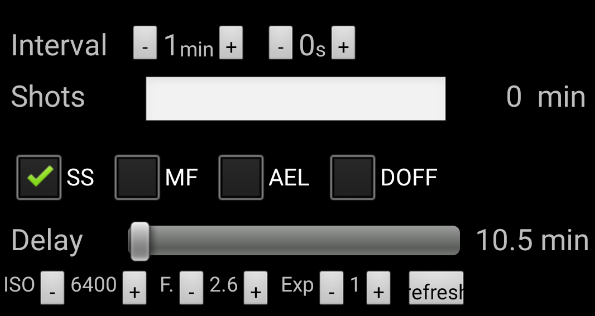 Interval - 1min + - 0s +
Shots 0 min
SS MF AEL DOFF
Delay 10.5 min
ISO - 6400 + F. - 2.6 + Exp - 1 + refresh